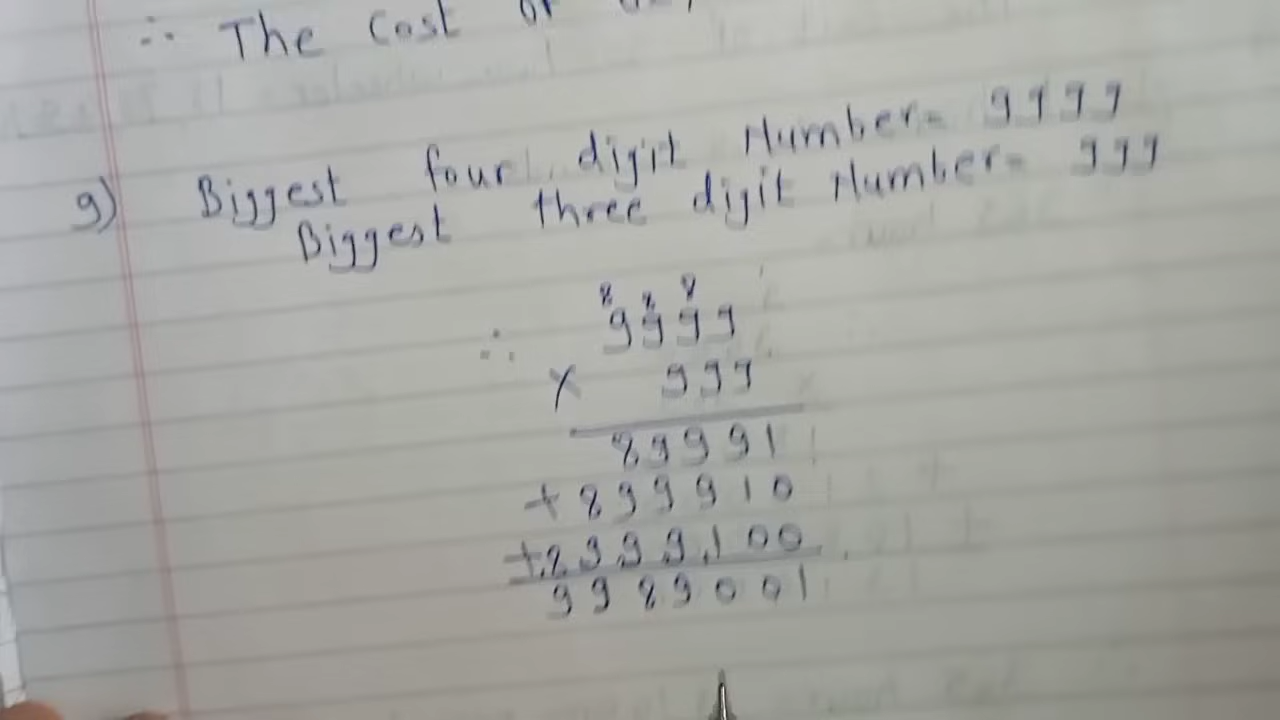 ∴ The Cost of
9) Biggest four digit Number= 9999
Biggest three digit Number= 999
8 8 8
∴ 9999
× 999
89991
+ 899910
+ 8999100
9989001